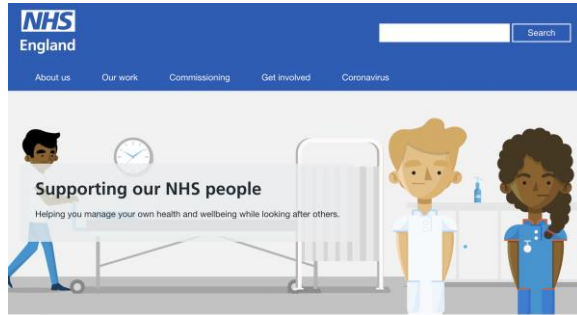 NHS
England
Search
About us Our work Commissioning Get involved Coronavirus
Supporting our NHS people
Helping you manage your own health and wellbeing while looking after others.